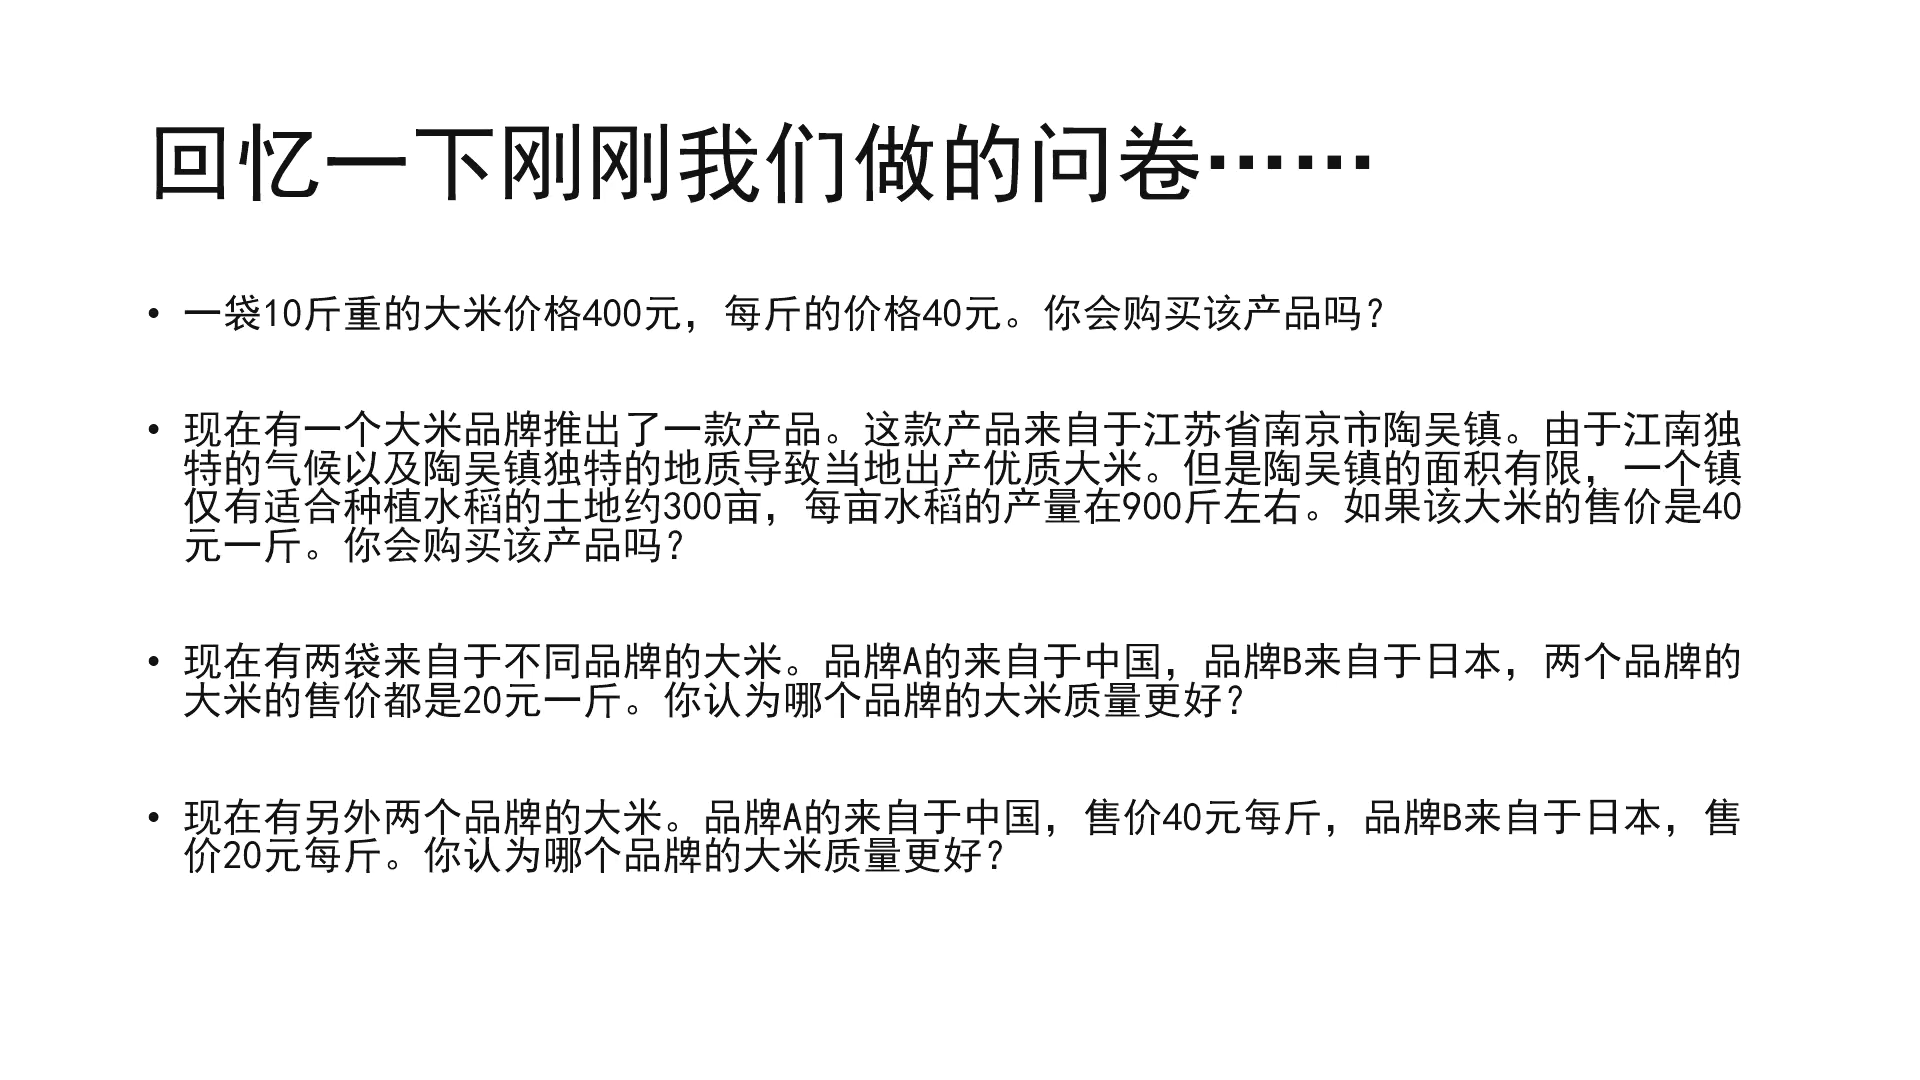 回忆一下刚刚我们做的问卷……
• 一袋10斤重的大米价格400元，每斤的价格40元。你会购买该产品吗？
• 现在有一个大米品牌推出了一款产品。这款产品来自于江苏省南京市陶吴镇。由于江南独
特的气候以及陶吴镇独特的地质导致当地出产优质大米。但是陶吴镇的面积有限，一个镇
仅有适合种植水稻的土地约300亩，每亩水稻的产量在900斤左右。如果该大米的售价是40
元一斤。你会购买该产品吗？
• 现在有两袋来自于不同品牌的大米。品牌A的来自于中国，品牌B来自于日本，两个品牌的
大米的售价都是20元一斤。你认为哪个品牌的大米质量更好？
• 现在有另外两个品牌的大米。品牌A的来自于中国，售价40元每斤，品牌B来自于日本，售
价20元每斤。你认为哪个品牌的大米质量更好？